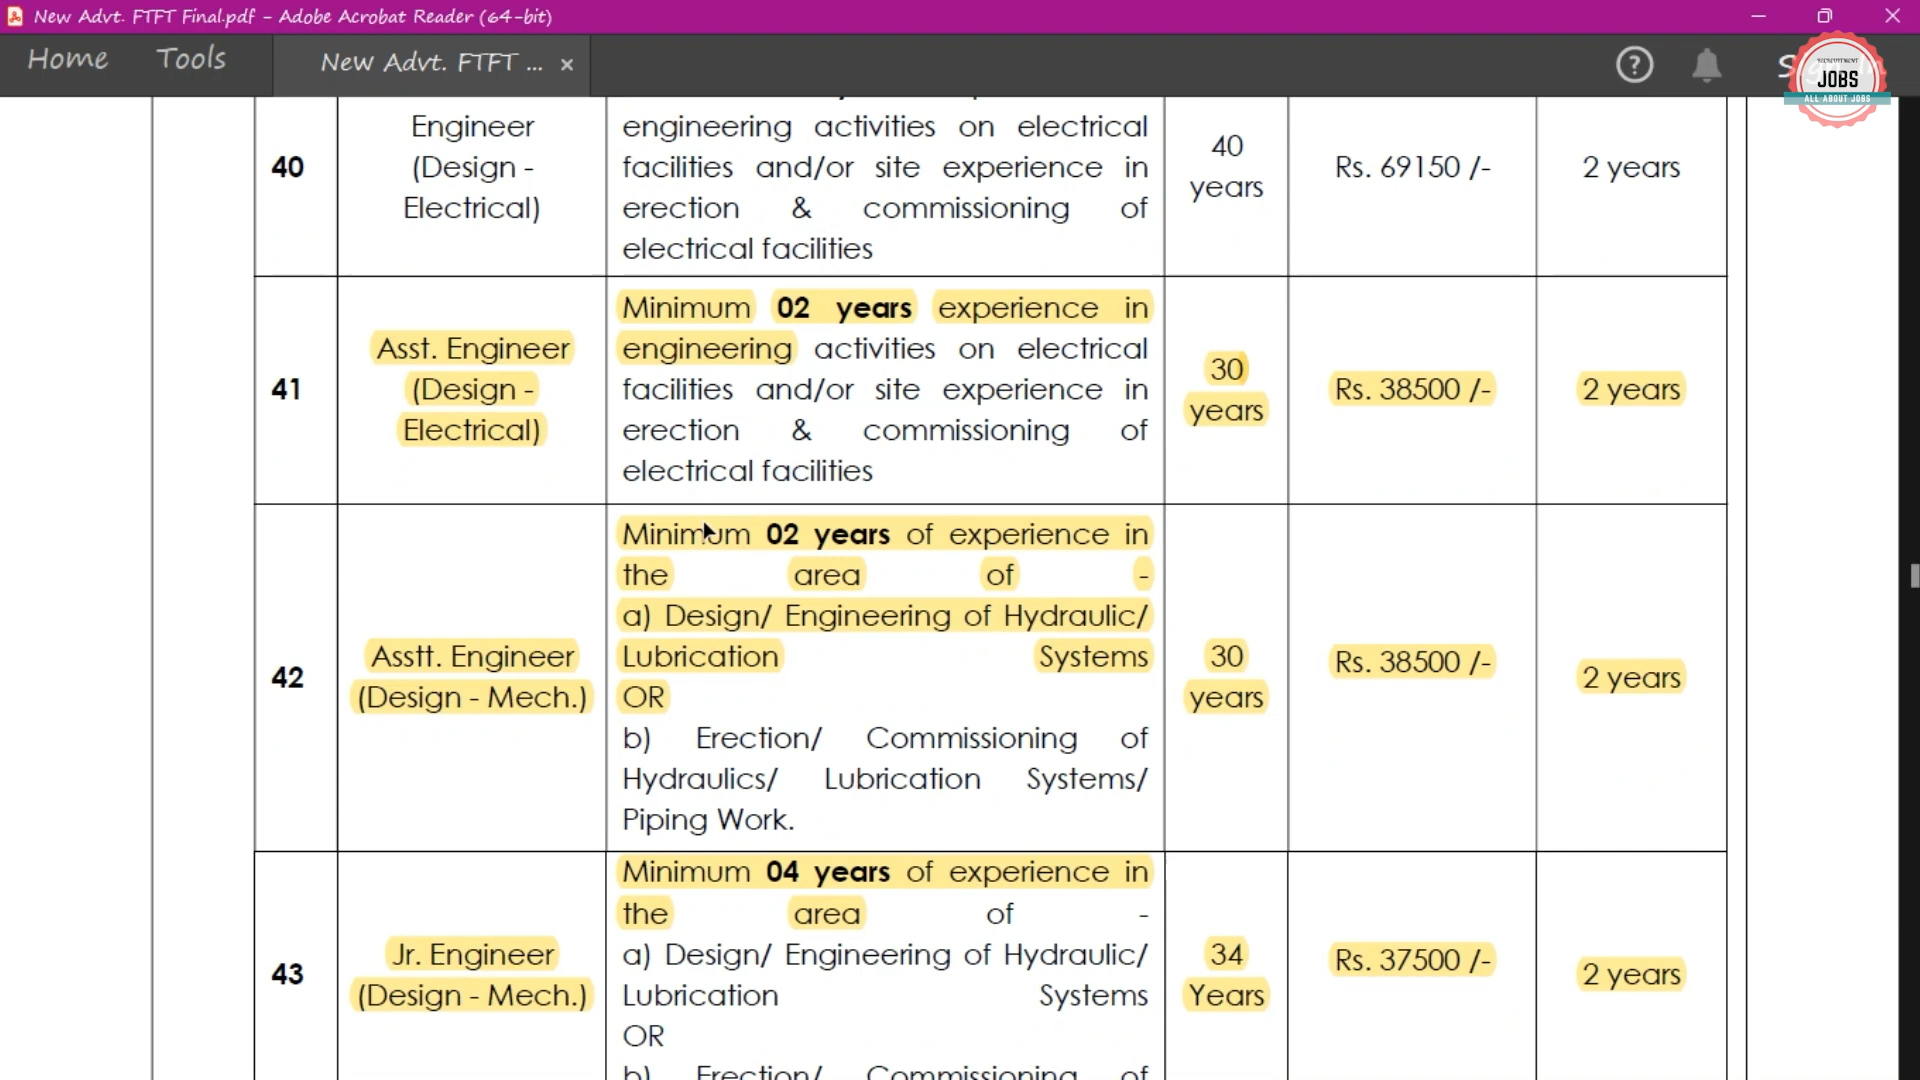 New Advt. FTFT Final.pdf - Adobe Acrobat Reader (64-bit)
Home Tools New Advt. FTFT ... ×
RECRUITMENT
JOBS
ALL ABOUT JOBS
40
Engineer
(Design -
Electrical)
engineering activities on electrical
facilities and/or site experience in
erection & commissioning of
electrical facilities
40
years
Rs. 69150 /-
2 years
41
Asst. Engineer
(Design -
Electrical)
Minimum 02 years experience in
engineering activities on electrical
facilities and/or site experience in
erection & commissioning of
electrical facilities
30
years
Rs. 38500 /-
2 years
42
Asstt. Engineer
(Design - Mech.)
Minimum 02 years of experience in
the area of -
a) Design/ Engineering of Hydraulic/
Lubrication Systems
OR
b) Erection/ Commissioning of
Hydraulics/ Lubrication Systems/
Piping Work.
30
years
Rs. 38500 /-
2 years
43
Jr. Engineer
(Design - Mech.)
Minimum 04 years of experience in
the area of -
a) Design/ Engineering of Hydraulic/
Lubrication Systems
OR
b) Erection/ Commissioning of
34
Years
Rs. 37500 /-
2 years